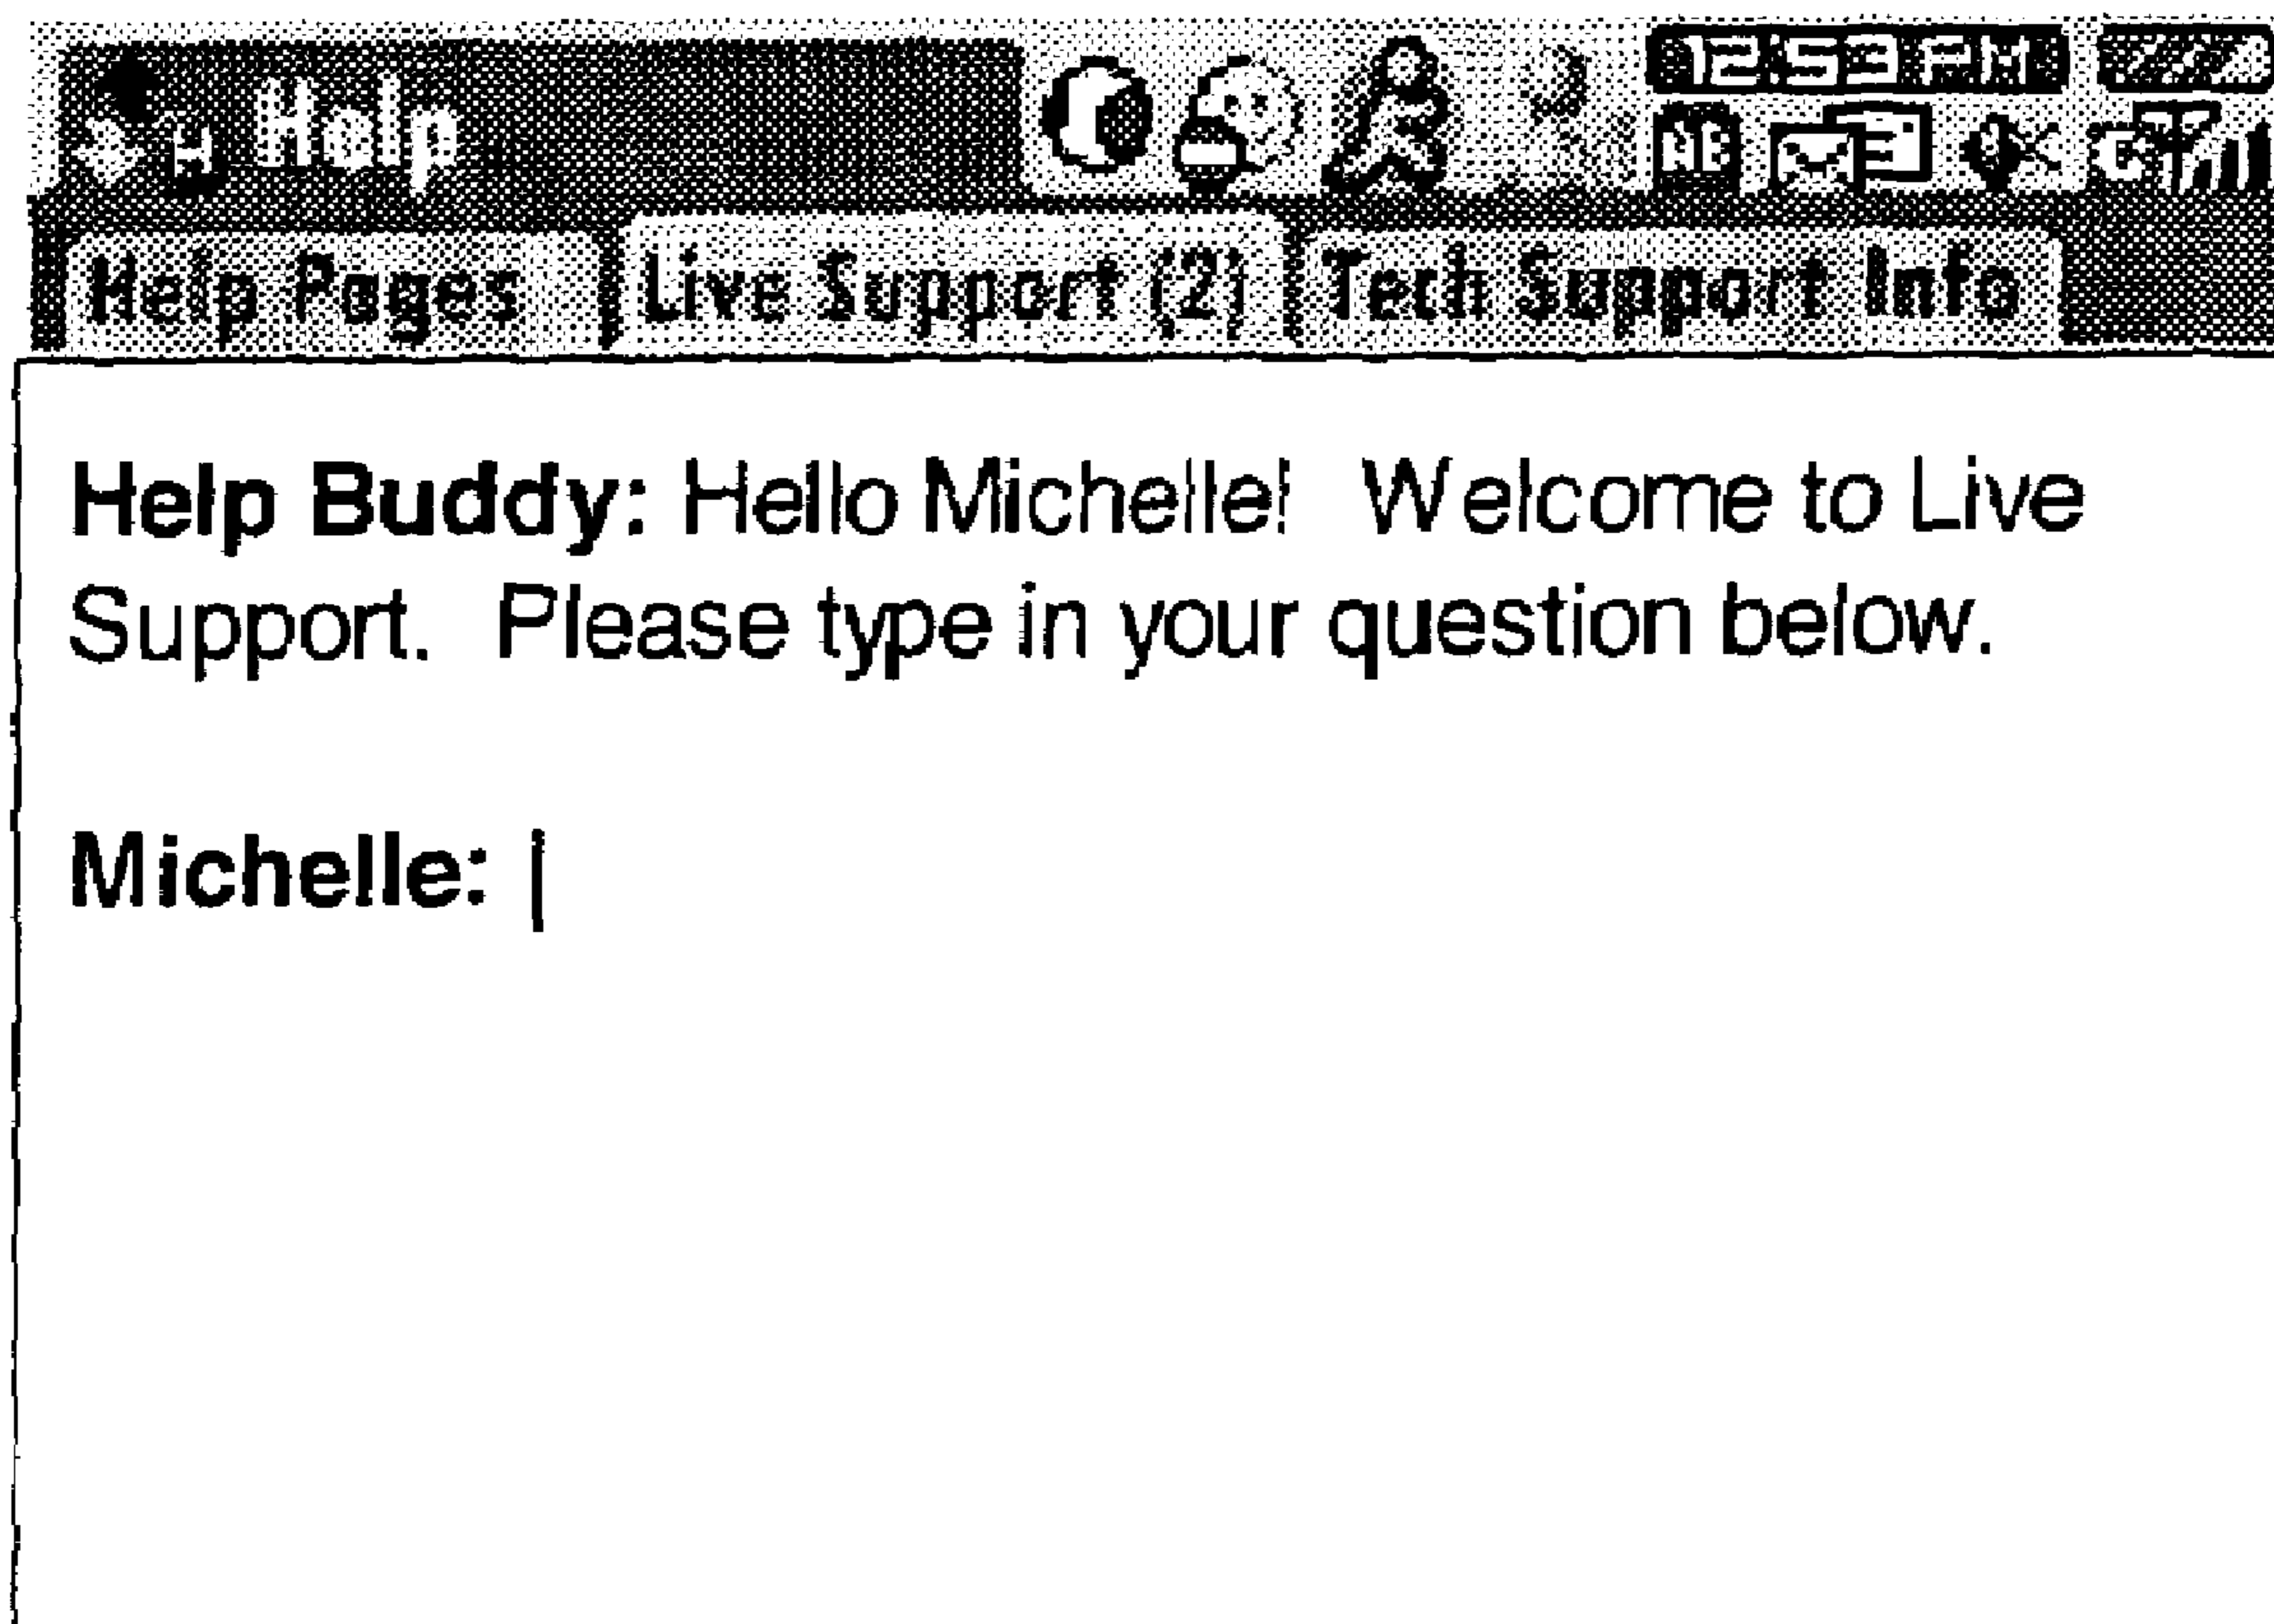 Help
12:53 PM
Help Pages
Live Support (2)
Tech Support Info
Help Buddy: Hello Michelle!  Welcome to Live
Support.  Please type in your question below.
Michelle: